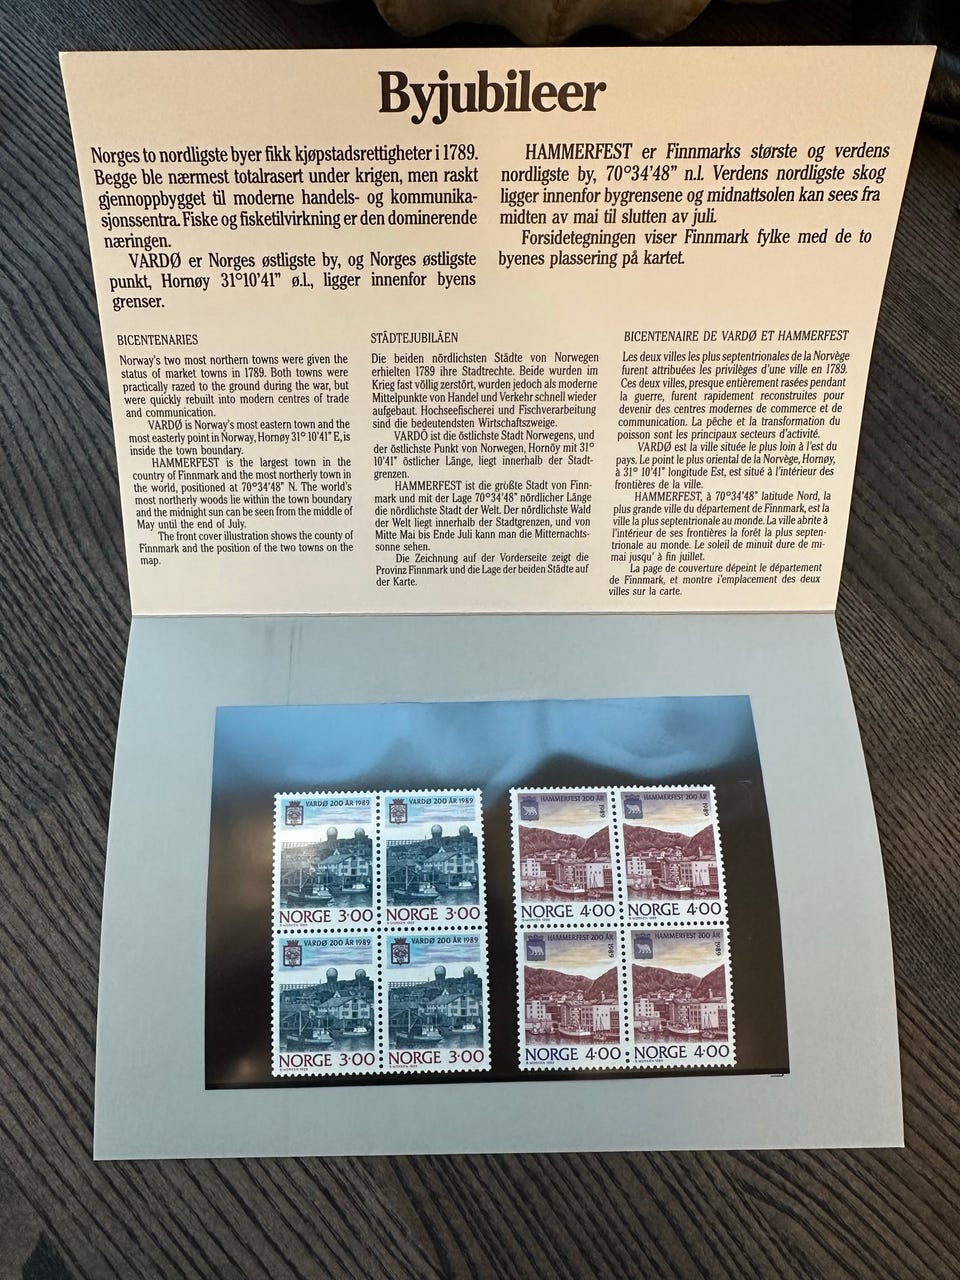 Byjubileer
Norges to nordligste byer fikk kjøpstadsrettigheter i 1789.
Begge ble nærmest totalrasert under krigen, men raskt
gjenoppbygget til moderne handels- og kommunika-
sjonssentra. Fiske og fisketilvirkning er den dominerende
næringen.
VARDØ er Norges østligste by, og Norges østligste
punkt, Hornøy 31°10'41" ø.l., ligger innenfor byens
grenser.
HAMMERFEST er Finnmarks største og verdens
nordligste by, 70°34'48" n.l. Verdens nordligste skog
ligger innenfor bygrensene og midnattsolen kan sees fra
midten av mai til slutten av juli.
Forsidetegningen viser Finnmark fylke med de to
byenes plassering på kartet.
BICENTENARIES
Norway's two most northern towns were given the
status of market towns in 1789. Both towns were
practically razed to the ground during the war, but
were quickly rebuilt into modern centres of trade
and communication.
VARDØ is Norway's most eastern town and the
most easterly point in Norway, Hornøy 31° 10'41" E, is
inside the town boundary.
HAMMERFEST is the largest town in the
country of Finnmark and the most northerly town in
the world, positioned at 70°34'48" N. The world's
most northerly woods lie within the town boundary
and the midnight sun can be seen from the middle of
May until the end of July.
The front cover illustration shows the county of
Finnmark and the position of the two towns on the
map.
STÄDTEJUBILÄEN
Die beiden nördlichsten Städte von Norwegen
erhielten 1789 ihre Stadtrechte. Beide wurden im
Krieg fast völlig zerstört, wurden jedoch als moderne
Mittelpunkte von Handel und Verkehr schnell wieder
aufgebaut. Hochseefischerei und Fischverarbeitung
sind die bedeutendsten Wirtschaftszweige.
VARDÖ ist die östlichste Stadt Norwegens, und
der östlichste Punkt von Norwegen, Hornöy mit 31°
10'41" östlicher Länge, liegt innerhalb der Stadt-
grenzen.
HAMMERFEST ist die größte Stadt von Finn-
mark und mit der Lage 70°34'48" nördlicher Länge
die nördlichste Stadt der Welt. Der nördlichste Wald
der Welt liegt innerhalb der Stadtgrenzen, und von
Mitte Mai bis Ende Juli kann man die Mitternachts-
sonne sehen.
Die Zeichnung auf der Vorderseite zeigt die
Provinz Finnmark und die Lage der beiden Städte auf
der Karte.
BICENTENAIRE DE VARDØ ET HAMMERFEST
Les deux villes les plus septentrionales de la Norvège
furent attribuées les privilèges d'une ville en 1789.
Ces deux villes, presque entièrement rasées pendant
la guerre, furent rapidement reconstruites pour
devenir des centres modernes de commerce et de
communication. La pêche et la transformation du
poisson sont les principaux secteurs d'activité.
VARDØ est la ville située le plus loin à l'est du
pays. Le point le plus oriental de la Norvège, Hornøy,
à 31° 10'41" longitude Est, est situé à l'intérieur des
frontières de la ville.
HAMMERFEST, à 70°34'48" latitude Nord, la
plus grande ville du département de Finnmark, est la
ville la plus septentrionale au monde. La ville abrite à
l'intérieur de ses frontières la forêt la plus septen-
trionale au monde. Le soleil de minuit dure de mi-
mai jusqu' à fin juillet.
La page de couverture dépeint le département
de Finnmark, et montre l'emplacement des deux
villes sur la carte.
VARDØ 200 ÅR 1989
NORGE 3·00
VARDØ 200 ÅR 1989
NORGE 3·00
HAMMERFEST 200 ÅR
1989
NORGE 4·00
HAMMERFEST 200 ÅR
1989
NORGE 4·00
VARDØ 200 ÅR 1989
NORGE 3·00
VARDØ 200 ÅR 1989
NORGE 3·00
HAMMERFEST 200 ÅR
1989
NORGE 4·00
HAMMERFEST 200 ÅR
1989
NORGE 4·00